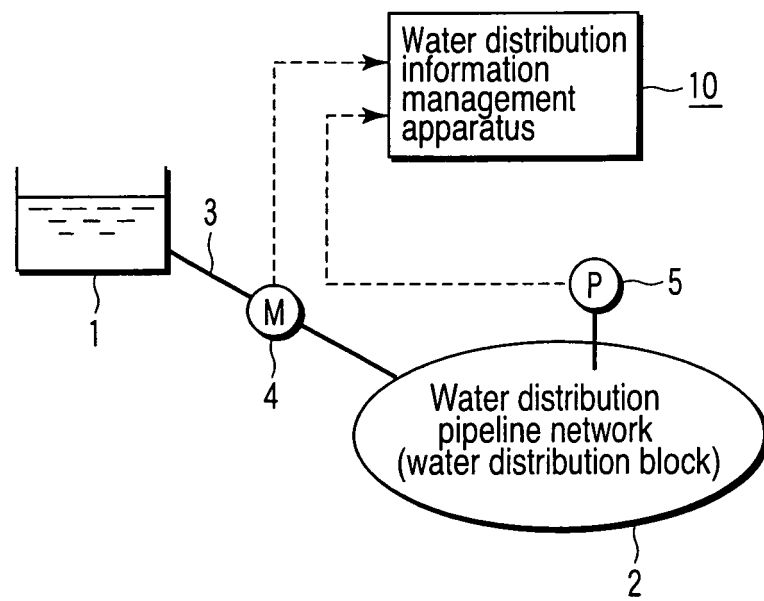 Water distribution
information
management
apparatus
10
3
1
M
4
P
5
Water distribution
pipeline network
(water distribution block)
2